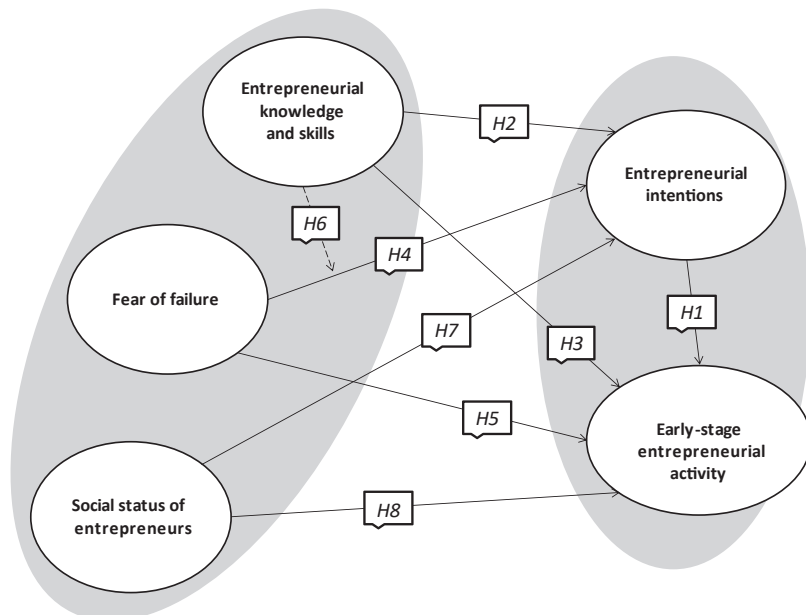 Entrepreneurial
knowledge
and skills
H2
Entrepreneurial
intentions
H6
H4
Fear of failure
H7
H1
H3
H5
Early-stage
entrepreneurial
activity
Social status of
entrepreneurs
H8